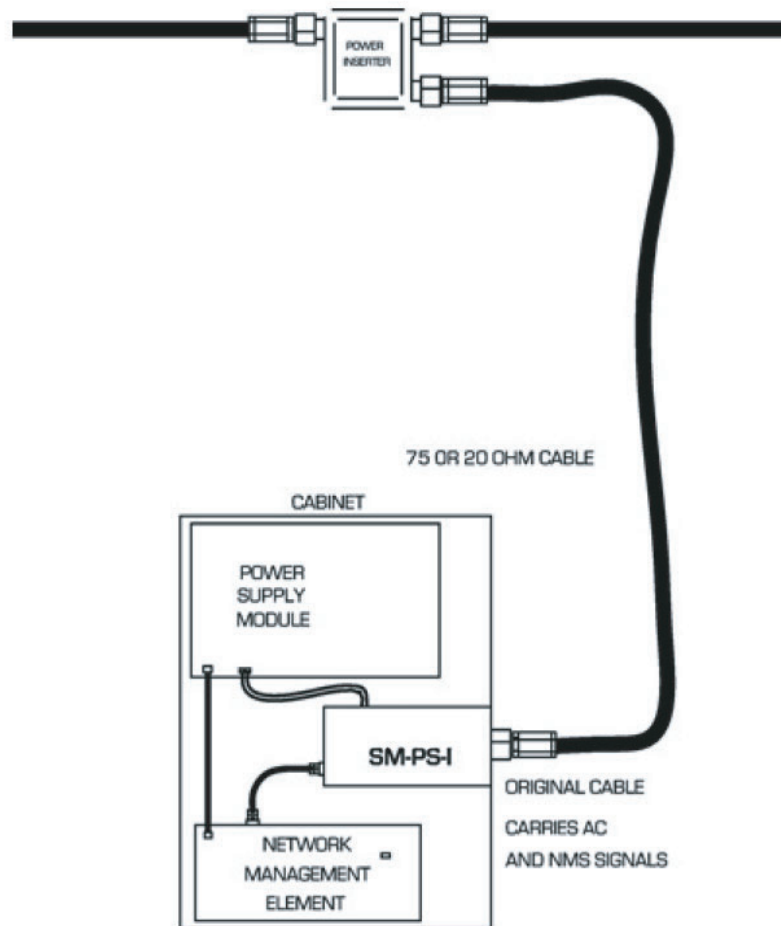 POWER
INSERTER
75 OR 20 OHM CABLE
CABINET
POWER
SUPPLY
MODULE
SM-PS-I
ORIGINAL CABLE
CARRIES AC
AND NMS SIGNALS
NETWORK
MANAGEMENT
ELEMENT